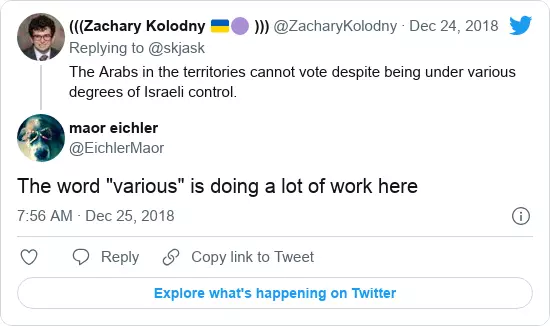 (((Zachary Kolodny 🇺🇦🟣 ))) @ZacharyKolodny · Dec 24, 2018
Replying to @skjask
The Arabs in the territories cannot vote despite being under various
degrees of Israeli control.
maor eichler
@EichlerMaor
The word "various" is doing a lot of work here
7:56 AM · Dec 25, 2018
Reply
Copy link to Tweet
Explore what's happening on Twitter